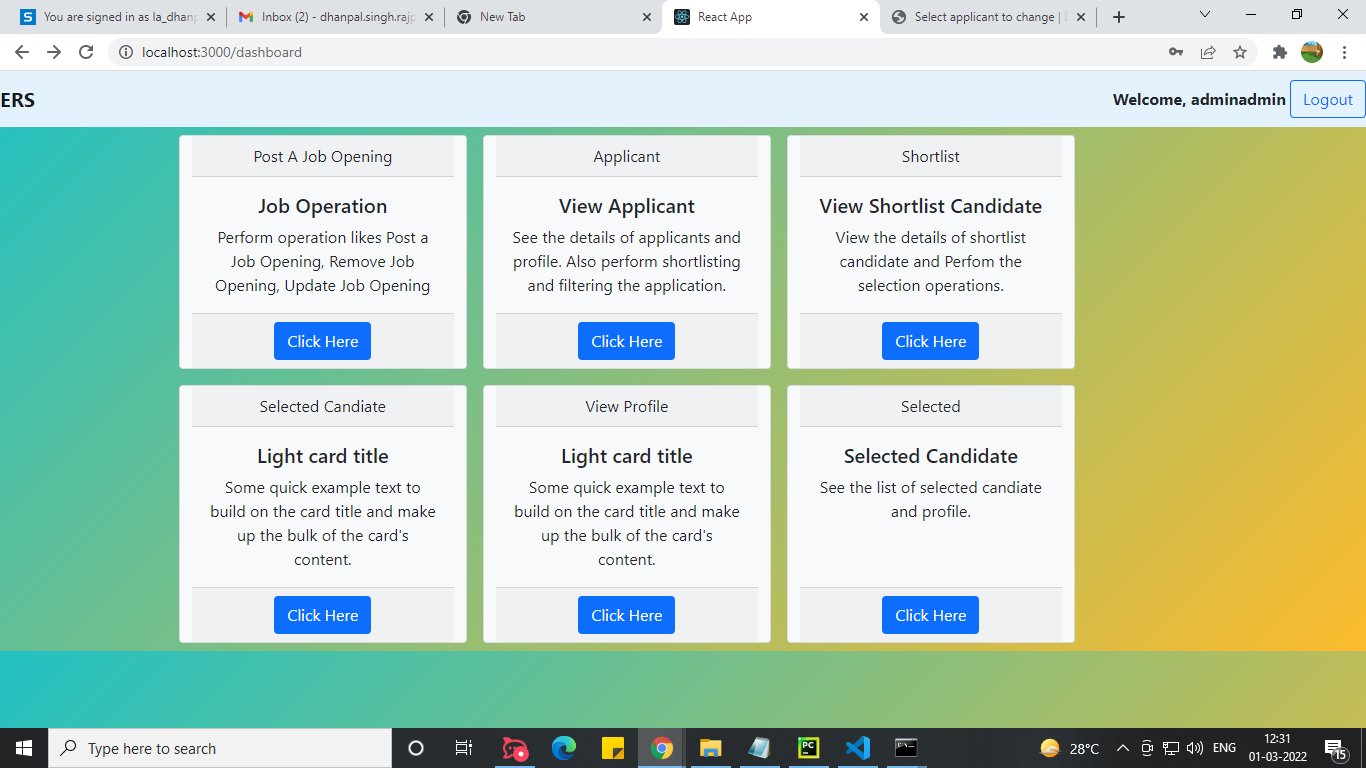 You are signed in as la_dhanp
Inbox (2) - dhanpal.singh.rajp
New Tab
React App
Select applicant to change | D
localhost:3000/dashboard
ERS
Welcome, adminadmin
Logout
Post A Job Opening
Job Operation
Perform operation likes Post a
Job Opening, Remove Job
Opening, Update Job Opening
Click Here
Applicant
View Applicant
See the details of applicants and
profile. Also perform shortlisting
and filtering the application.
Click Here
Shortlist
View Shortlist Candidate
View the details of shortlist
candidate and Perfom the
selection operations.
Click Here
Selected Candiate
Light card title
Some quick example text to
build on the card title and make
up the bulk of the card's
content.
Click Here
View Profile
Light card title
Some quick example text to
build on the card title and make
up the bulk of the card's
content.
Click Here
Selected
Selected Candidate
See the list of selected candiate
and profile.
Click Here
Type here to search
PC
28°C
ENG
12:31
01-03-2022
15